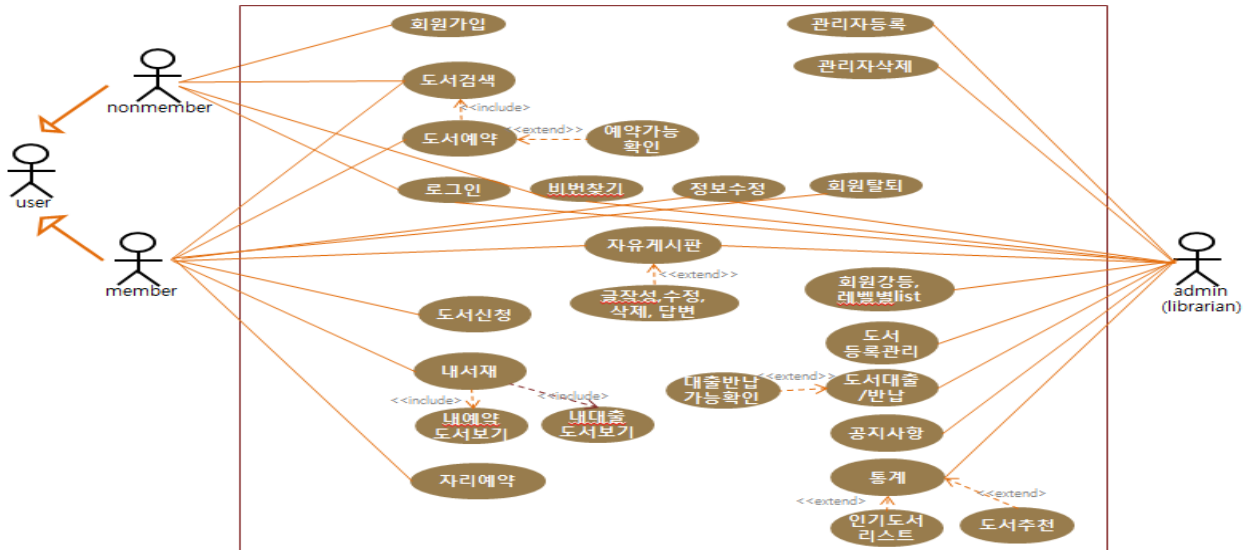 회원가입
관리자등록
nonmember
도서검색
관리자삭제
<<include>
도서예약
<<extend>>
예약가능
확인
user
로그인
비번찾기
정보수정
회원탈퇴
member
자유게시판
<<extend>>
글작성,수정,
삭제, 답변
회원강등,
레벨별list
admin
(librarian)
도서신청
도서
등록관리
내서재
대출반납
가능확인
<<extend>
도서대출
/반납
<<include>
<<include>
내예약
도서보기
내대출
도서보기
공지사항
자리예약
통계
<<extend>
<<extend>
인기도서
리스트
도서추천